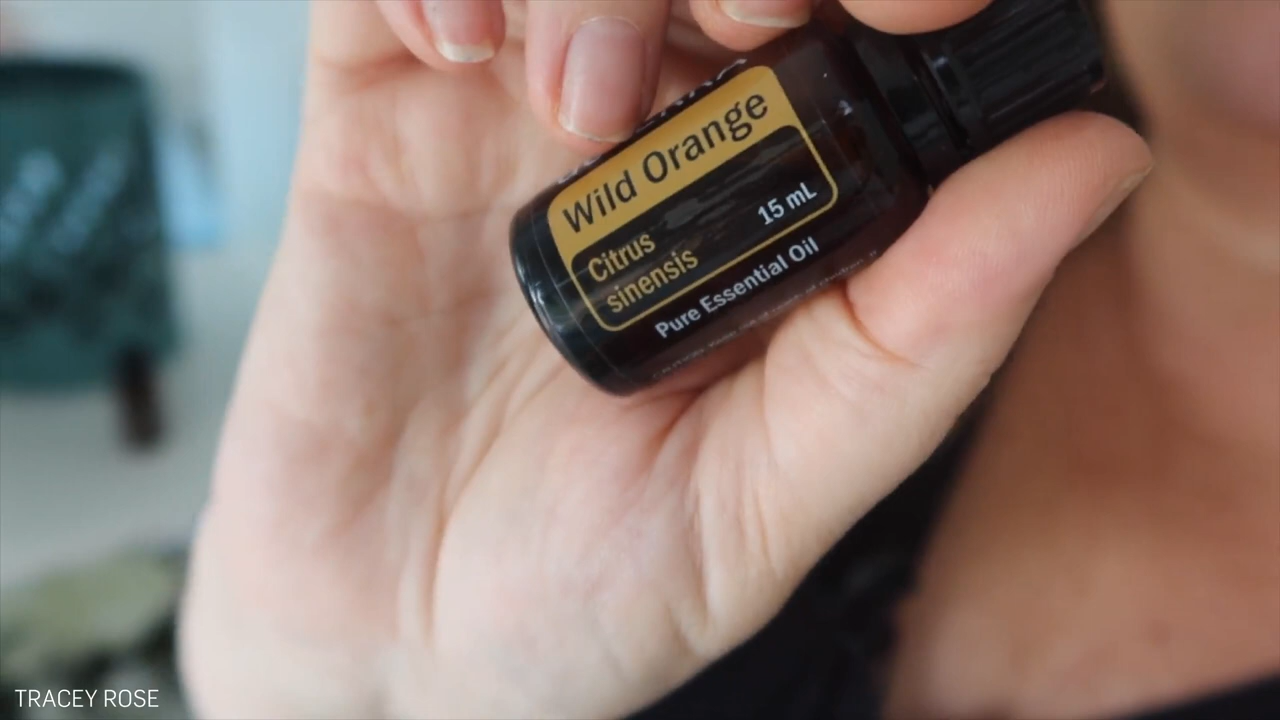 Wild Orange
Citrus
sinensis
15 mL
Pure Essential Oil
TRACEY ROSE